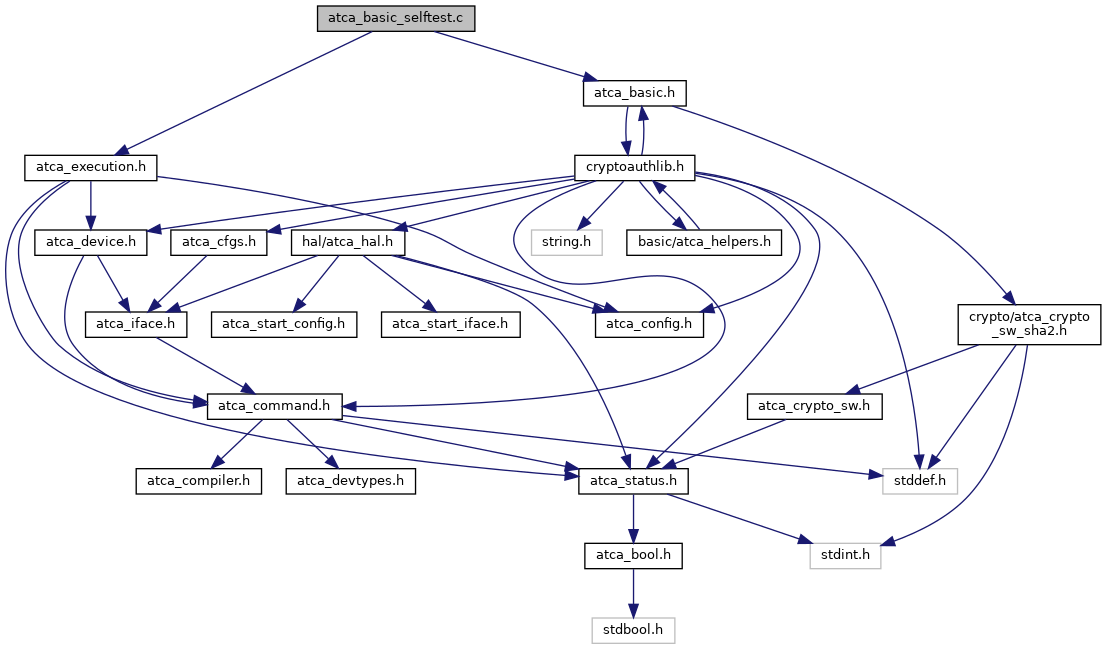 atca_basic_selftest.c
atca_basic.h
atca_execution.h
cryptoauthlib.h
atca_device.h
atca_cfgs.h
hal/atca_hal.h
string.h
basic/atca_helpers.h
atca_iface.h
atca_start_config.h
atca_start_iface.h
atca_config.h
crypto/atca_crypto
_sw_sha2.h
atca_command.h
atca_crypto_sw.h
atca_compiler.h
atca_devtypes.h
atca_status.h
stddef.h
atca_bool.h
stdint.h
stdbool.h